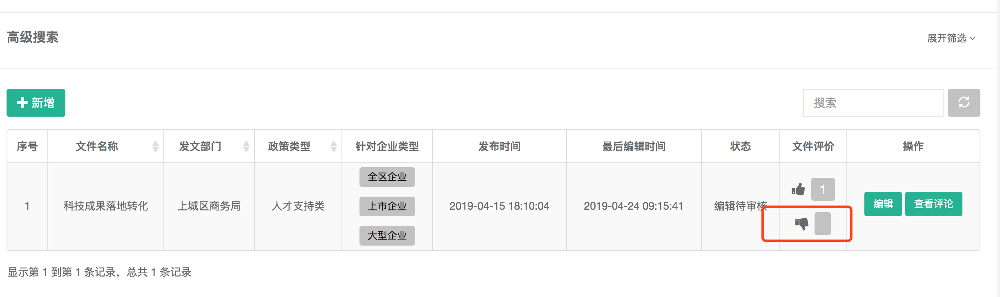 高级搜索
展开筛选
新增
搜索
序号 文件名称 发文部门 政策类型 针对企业类型 发布时间 最后编辑时间 状态 文件评价 操作
全区企业
1
1 科技成果落地转化 上城区商务局 人才支持类 上市企业 2019-04-15 18:10:04 2019-04-24 09:15:41 编辑待审核 编辑 查看评论
大型企业
显示第 1 到第 1 条记录，总共 1 条记录